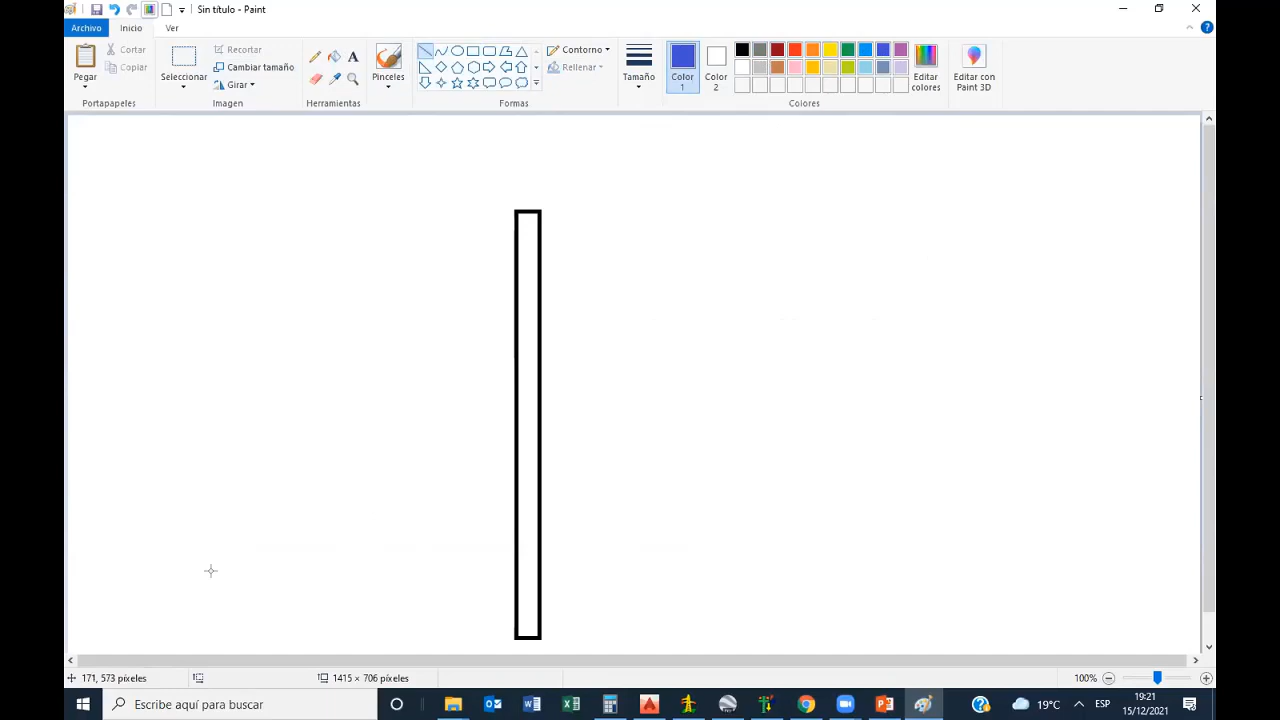 Sin título - Paint
Archivo Inicio Ver
Pegar
Cortar
Copiar
Portapapeles
Seleccionar
Recortar
Cambiar tamaño
Girar
Imagen
Herramientas
Pinceles
Contorno
Rellenar
Formas
Tamaño
Color
1
Color
2
Editar
colores
Colores
Editar con
Paint 3D
171, 573 píxeles
1415 × 706 píxeles
100%
Escribe aquí para buscar
19°C
ESP
19:21
15/12/2021